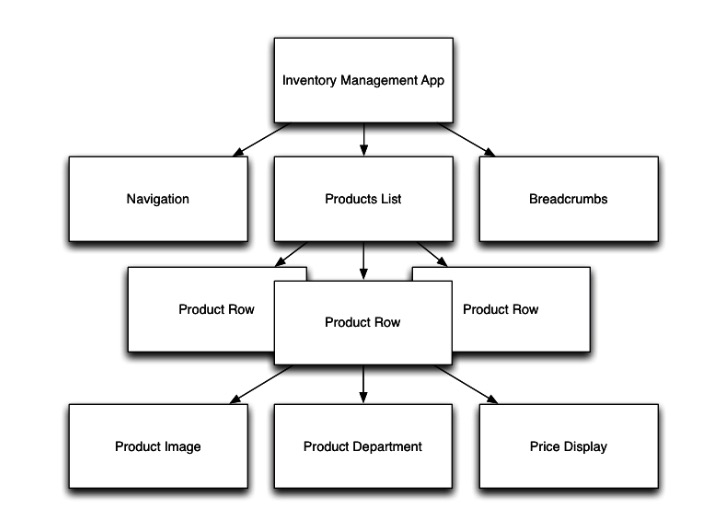 Inventory Management App
Navigation
Products List
Breadcrumbs
Product Row
Product Row
Product Row
Product Image
Product Department
Price Display